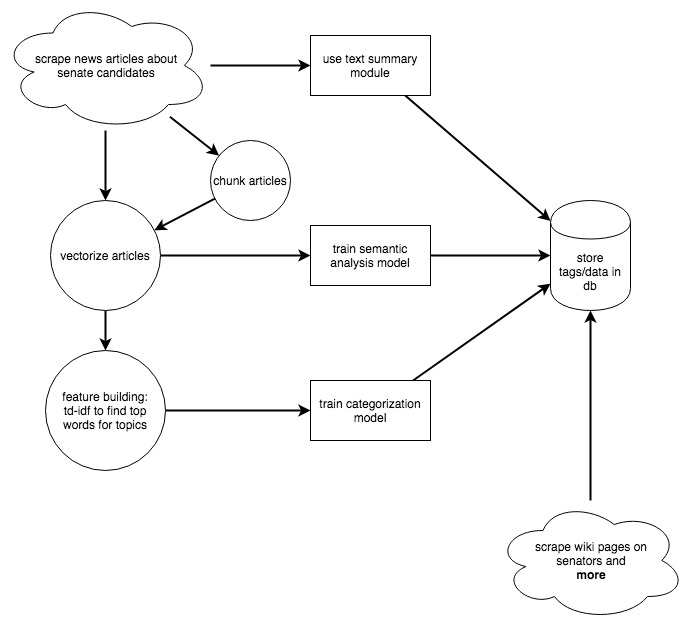 scrape news articles about
senate candidates
use text summary
module
chunk articles
vectorize articles
train semantic
analysis model
store
tags/data in
db
feature building:
td-idf to find top
words for topics
train categorization
model
scrape wiki pages on
senators and
more